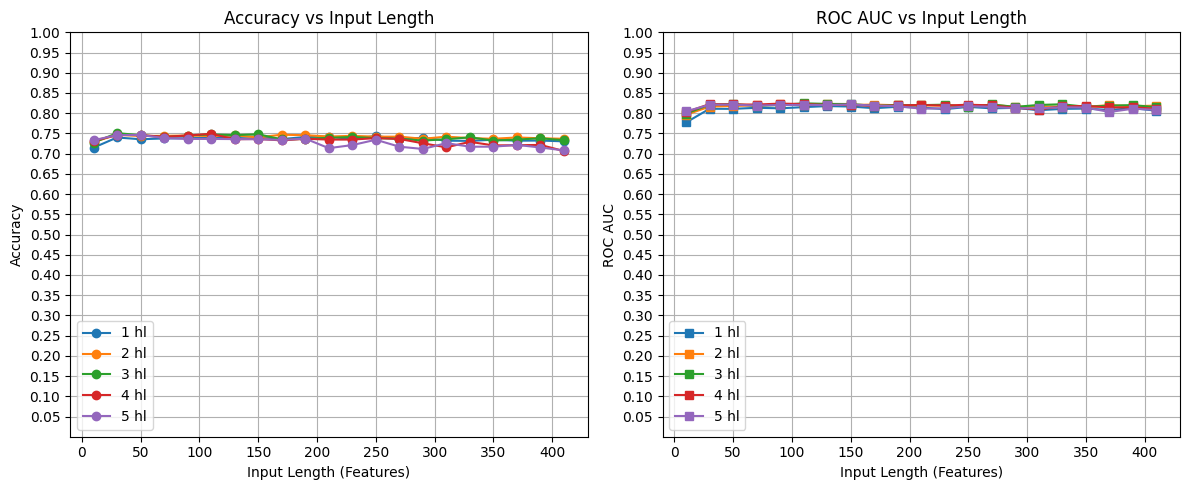 Accuracy vs Input Length
1.00
0.95
0.90
0.85
0.80
0.75
0.70
0.65
0.60
0.55
0.50
0.45
0.40
0.35
0.30
0.25
0.20
0.15
0.10
0.05
Accuracy
1 hl
2 hl
3 hl
4 hl
5 hl
0 50 100 150 200 250 300 350 400
Input Length (Features)
ROC AUC vs Input Length
1.00
0.95
0.90
0.85
0.80
0.75
0.70
0.65
0.60
0.55
0.50
0.45
0.40
0.35
0.30
0.25
0.20
0.15
0.10
0.05
ROC AUC
1 hl
2 hl
3 hl
4 hl
5 hl
0 50 100 150 200 250 300 350 400
Input Length (Features)